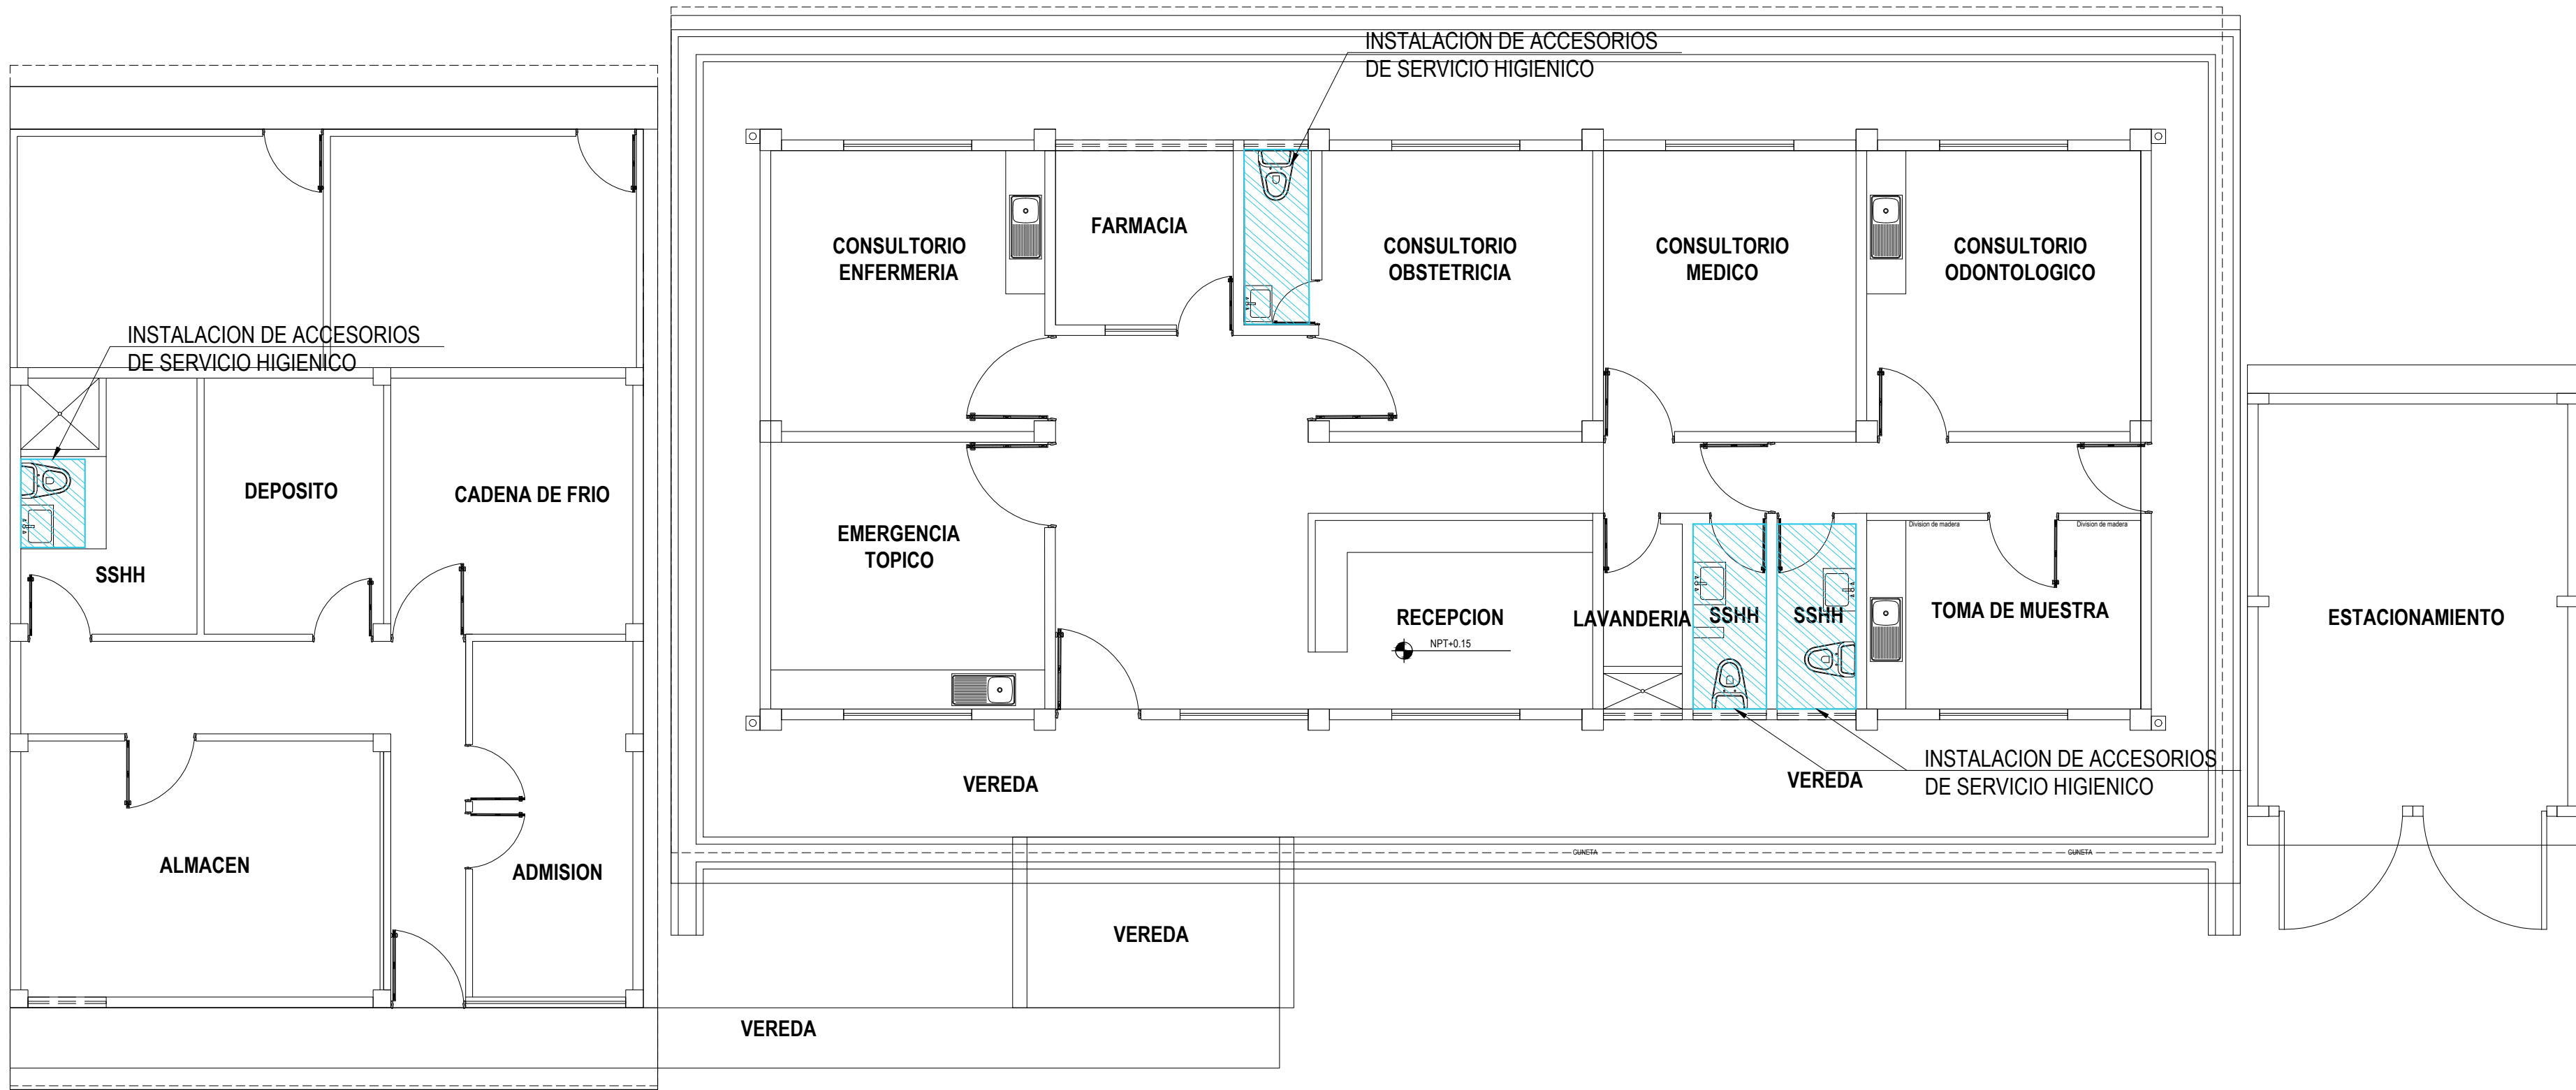 INSTALACION DE ACCESORIOS
DE SERVICIO HIGIENICO
FARMACIA
CONSULTORIO
ENFERMERIA
CONSULTORIO
OBSTETRICIA
CONSULTORIO
MEDICO
CONSULTORIO
ODONTOLOGICO
INSTALACION DE ACCESORIOS
DE SERVICIO HIGIENICO
DEPOSITO
CADENA DE FRIO
SSHH
EMERGENCIA
TOPICO
Division de madera
Division de madera
RECEPCION
NPT+0.15
LAVANDERIA
SSHH
SSHH
TOMA DE MUESTRA
ESTACIONAMIENTO
INSTALACION DE ACCESORIOS
DE SERVICIO HIGIENICO
VEREDA
VEREDA
CUNETA
CUNETA
ALMACEN
ADMISION
VEREDA
VEREDA